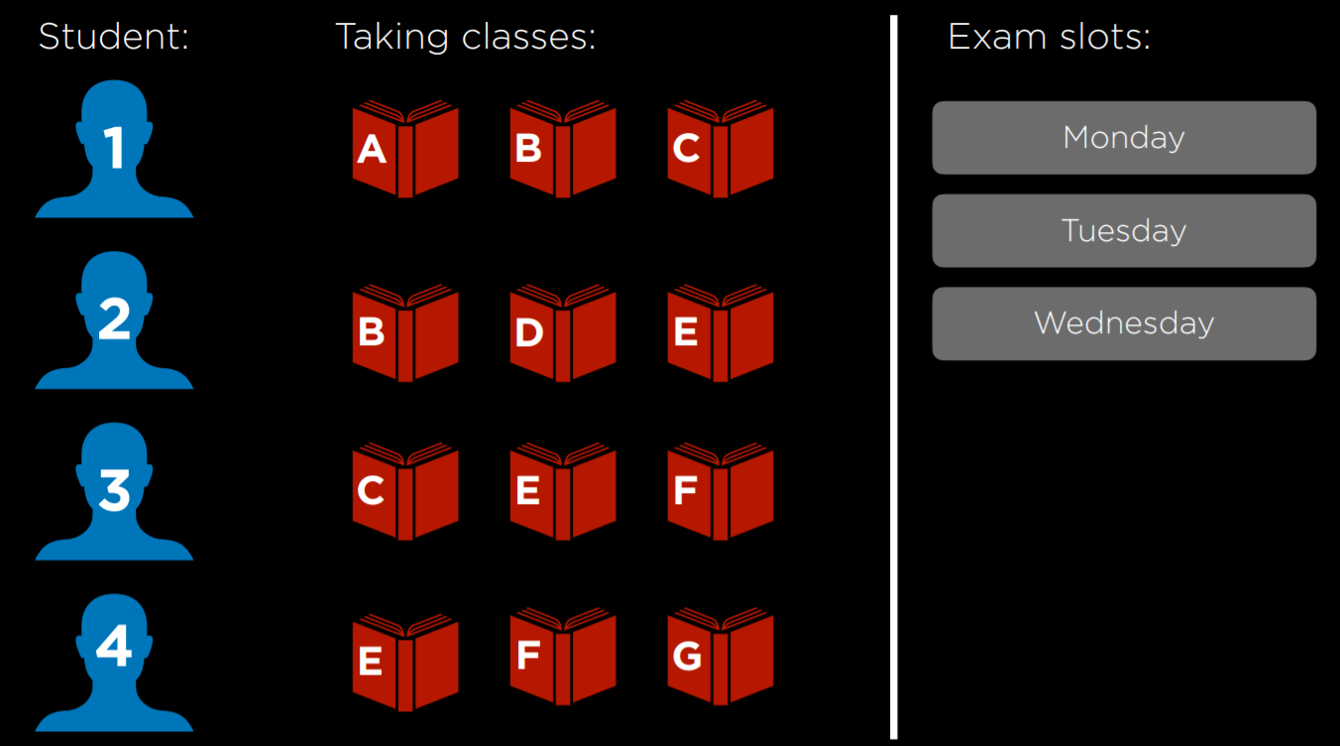 Student: Taking classes: Exam slots:
1 A B C Monday
Tuesday
2 B D E Wednesday
3 C E F
4 E F G